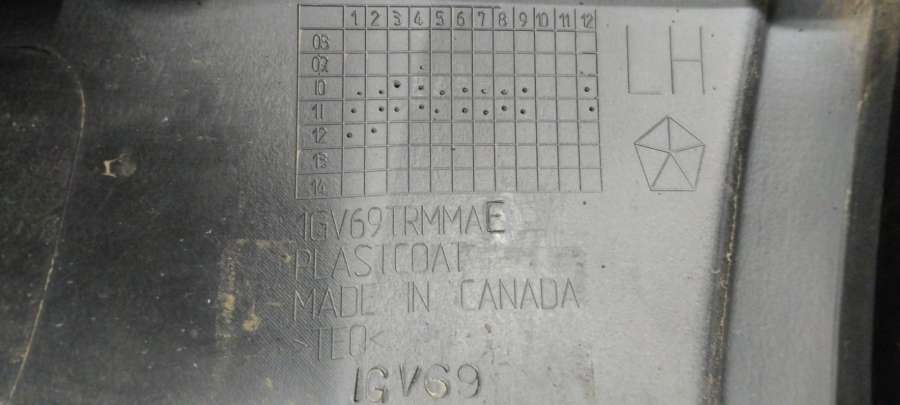 1 2 3 4 5 6 7 8 9 10 11 12
08
09
10
11
12
13
14
LH
1GV69TRMMAE
PLASTCOAT
MADE IN CANADA
>TEO<
1GV69